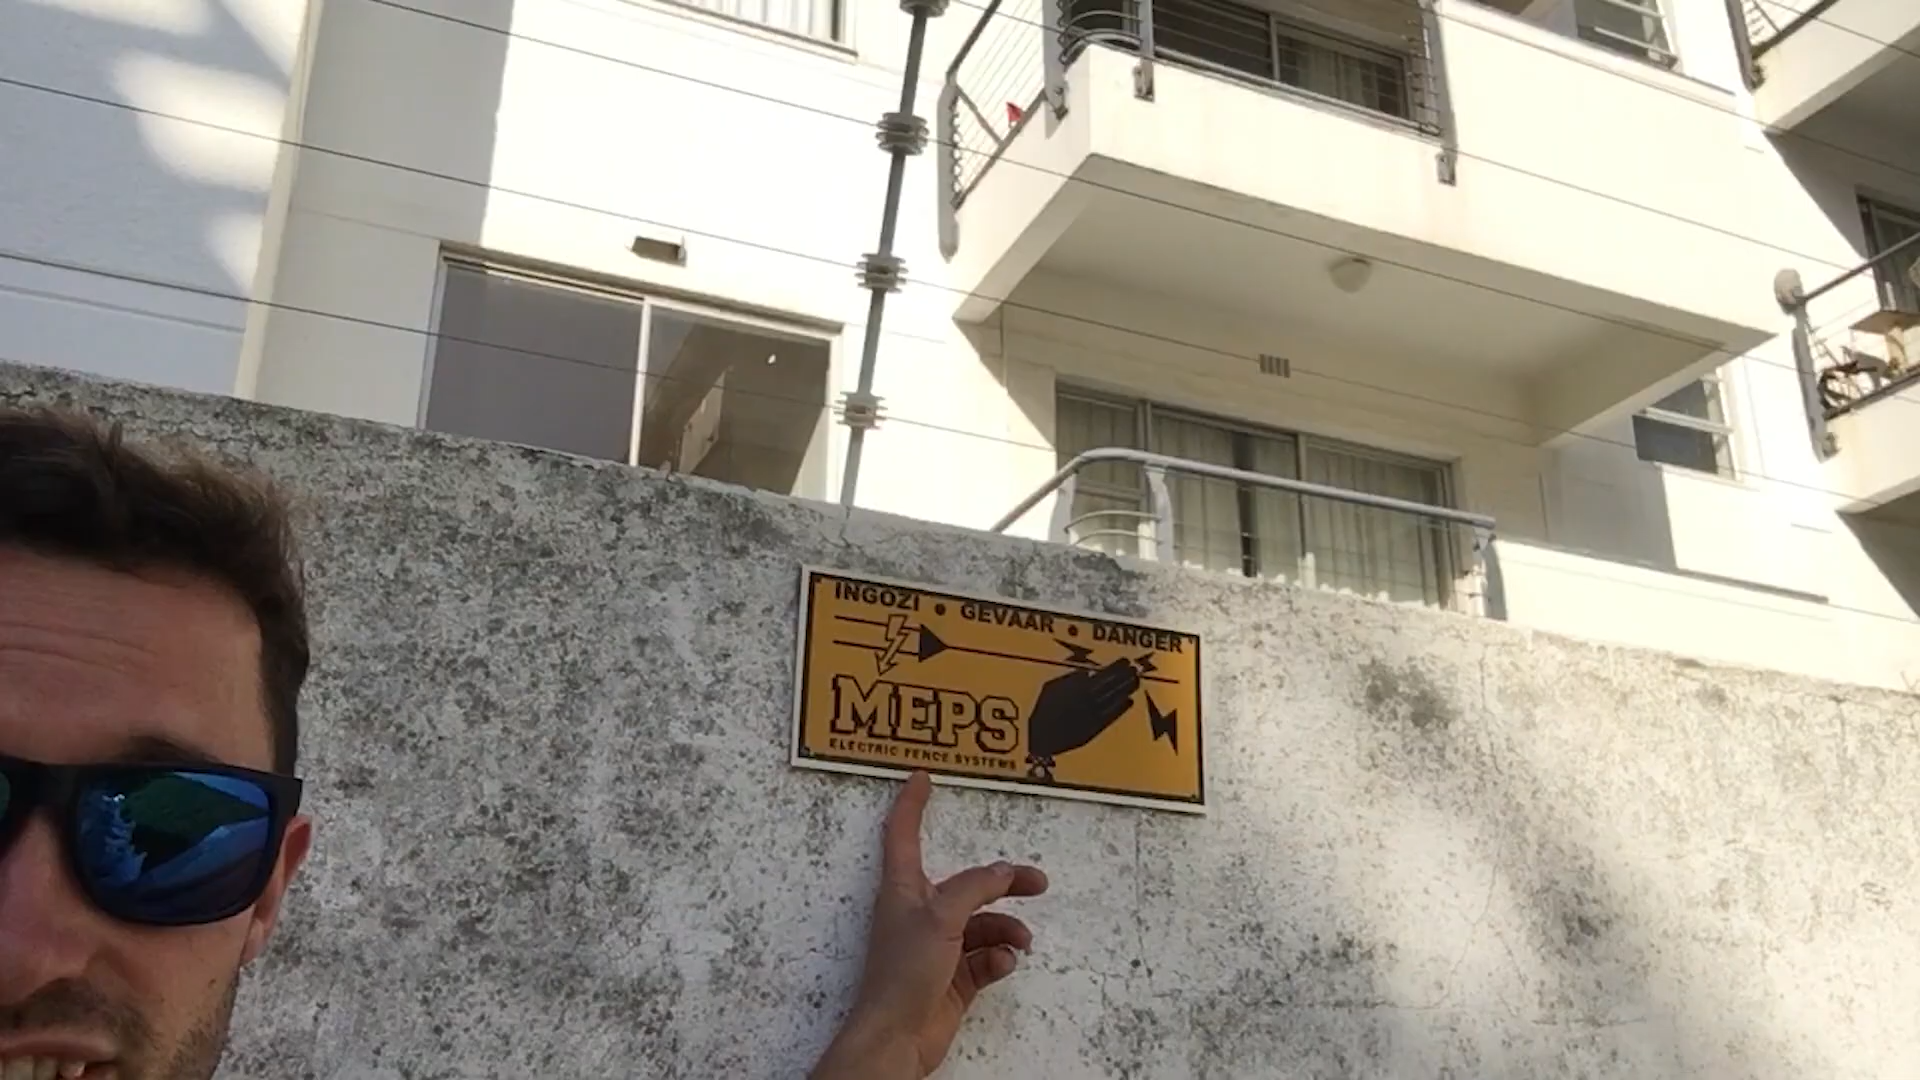 INGOZI • GEVAAR • DANGER
MEPS
ELECTRIC FENCE SYSTEMS